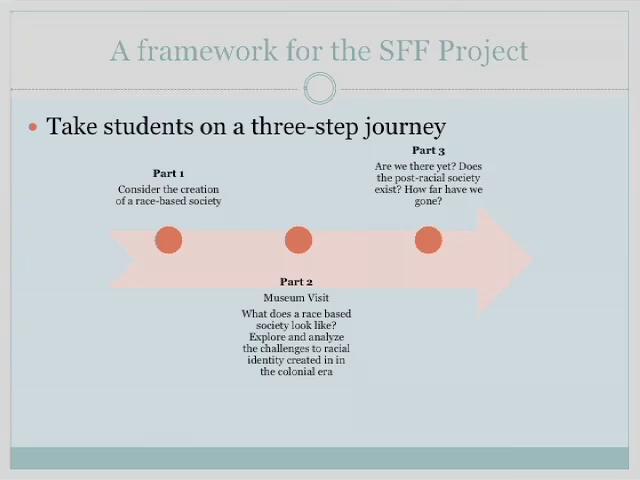 A framework for the SFF Project
• Take students on a three-step journey
Part 1
Consider the creation
of a race-based society
Part 2
Museum Visit
What does a race based
society look like?
Explore and analyze
the challenges to racial
identity created in in
the colonial era
Part 3
Are we there yet? Does
the post-racial society
exist? How far have we
gone?